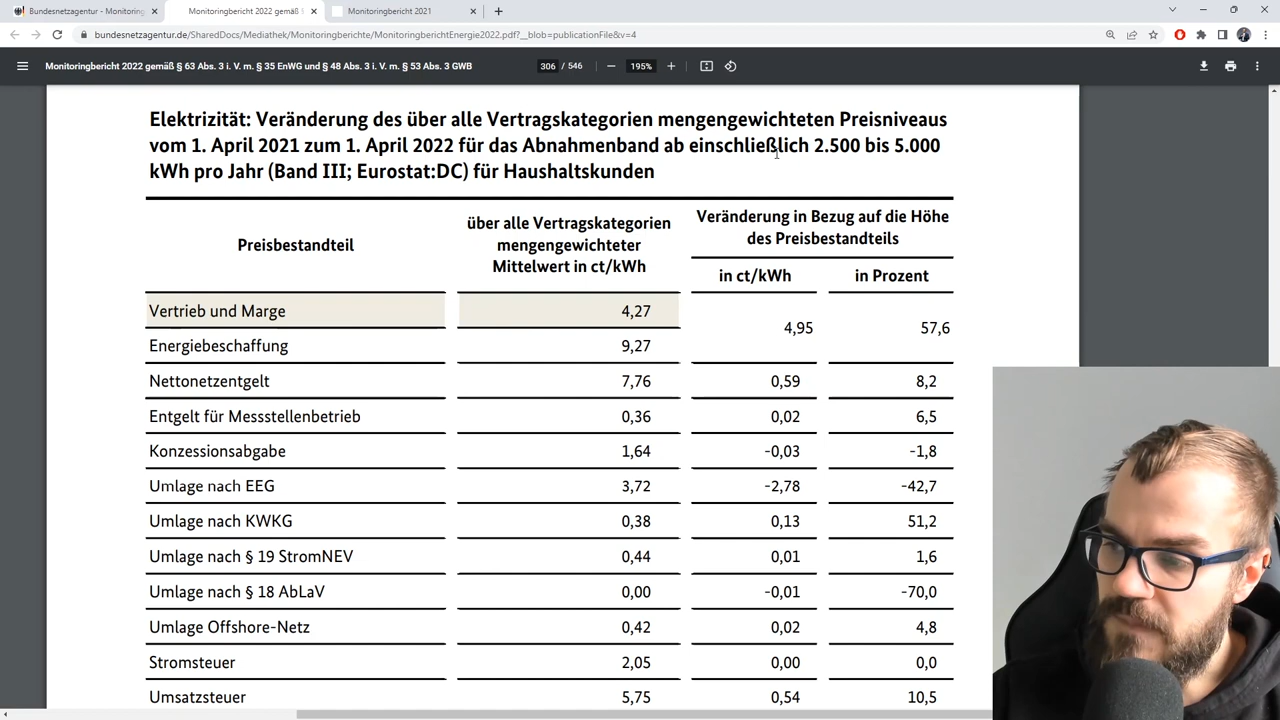 Bundesnetzagentur - Monitoring
Monitoringbericht 2022 gemäß §
Monitoringbericht 2021
bundesnetzagentur.de/SharedDocs/Mediathek/Monitoringberichte/MonitoringberichtEnergie2022.pdf?__blob=publicationFile&v=4
Monitoringbericht 2022 gemäß § 63 Abs. 3 i. V. m. § 35 EnWG und § 48 Abs. 3 i. V. m. § 53 Abs. 3 GWB
306 / 546
195%
Elektrizität: Veränderung des über alle Vertragskategorien mengengewichteten Preisniveaus
vom 1. April 2021 zum 1. April 2022 für das Abnahmenband ab einschließlich 2.500 bis 5.000
kWh pro Jahr (Band III; Eurostat:DC) für Haushaltskunden
Preisbestandteil
über alle Vertragskategorien
mengengewichteter
Mittelwert in ct/kWh
Veränderung in Bezug auf die Höhe
des Preisbestandteils
in ct/kWh in Prozent
Vertrieb und Marge 4,27
4,95 57,6
Energiebeschaffung 9,27
Nettonetzentgelt 7,76 0,59 8,2
Entgelt für Messstellenbetrieb 0,36 0,02 6,5
Konzessionsabgabe 1,64 -0,03 -1,8
Umlage nach EEG 3,72 -2,78 -42,7
Umlage nach KWKG 0,38 0,13 51,2
Umlage nach § 19 StromNEV 0,44 0,01 1,6
Umlage nach § 18 AbLaV 0,00 -0,01 -70,0
Umlage Offshore-Netz 0,42 0,02 4,8
Stromsteuer 2,05 0,00 0,0
Umsatzsteuer 5,75 0,54 10,5